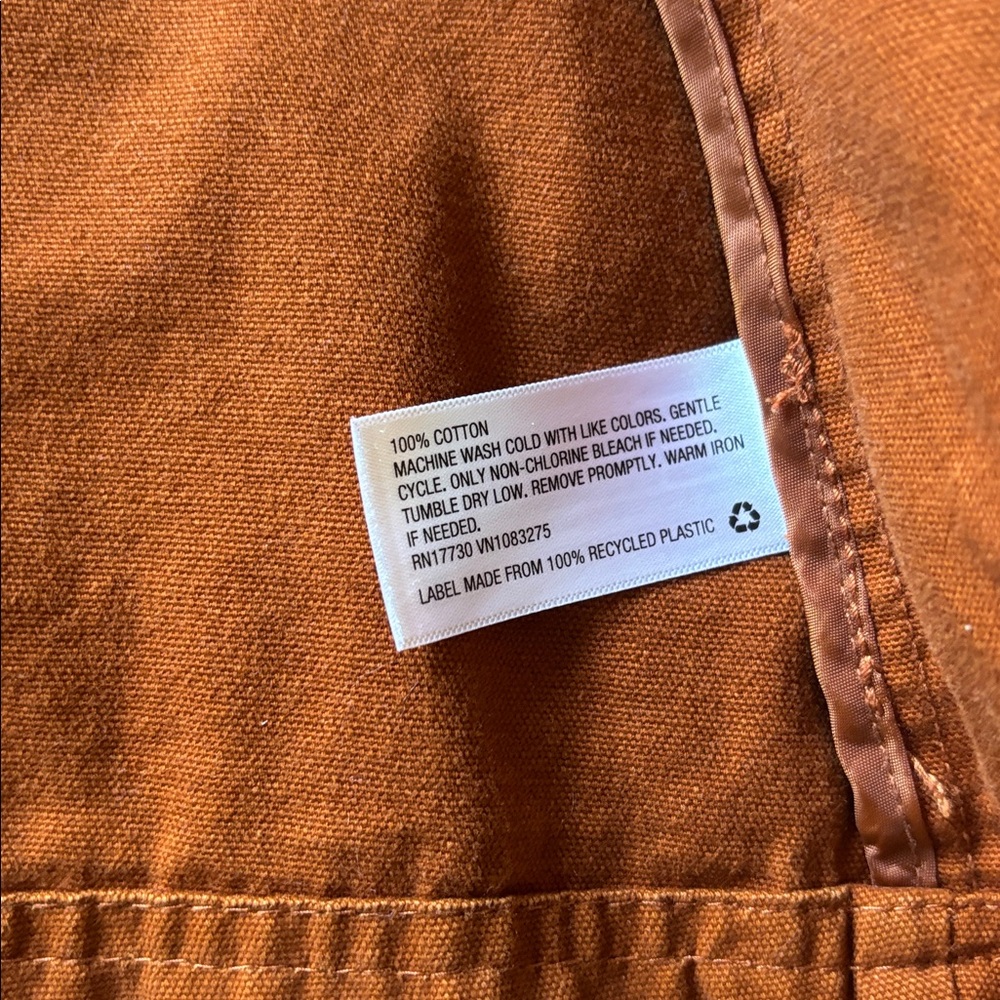 100% COTTON
MACHINE WASH COLD WITH LIKE COLORS. GENTLE
CYCLE. ONLY NON-CHLORINE BLEACH IF NEEDED.
TUMBLE DRY LOW. REMOVE PROMPTLY. WARM IRON
IF NEEDED.
RN17730 VN1083275
LABEL MADE FROM 100% RECYCLED PLASTIC